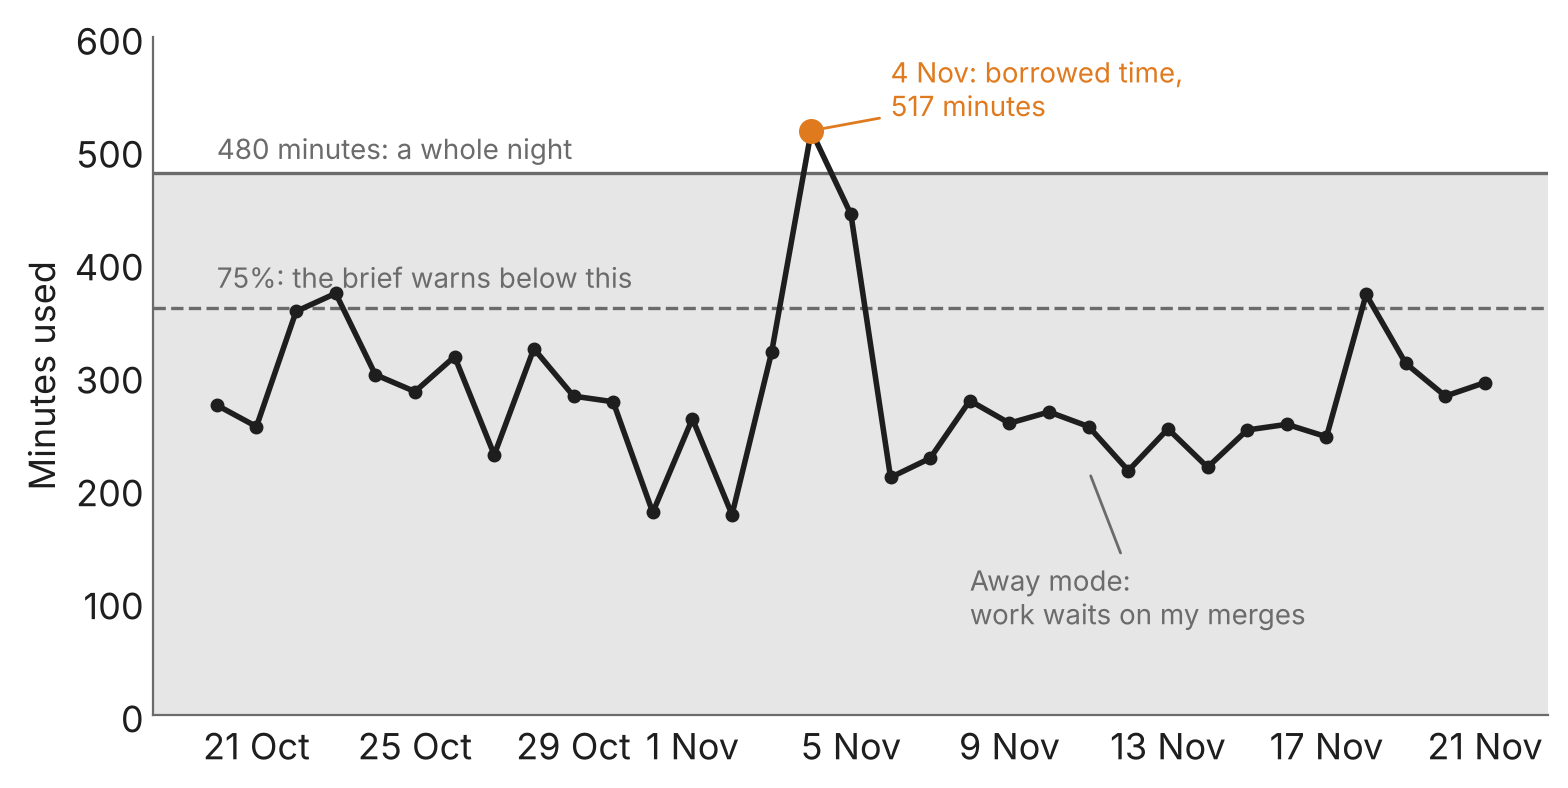 600
4 Nov: borrowed time,
517 minutes
480 minutes: a whole night
500
75%: the brief warns below this
400
Minutes used
300
200
Away mode:
work waits on my merges
100
0
21 Oct 25 Oct 29 Oct 1 Nov 5 Nov 9 Nov 13 Nov 17 Nov 21 Nov